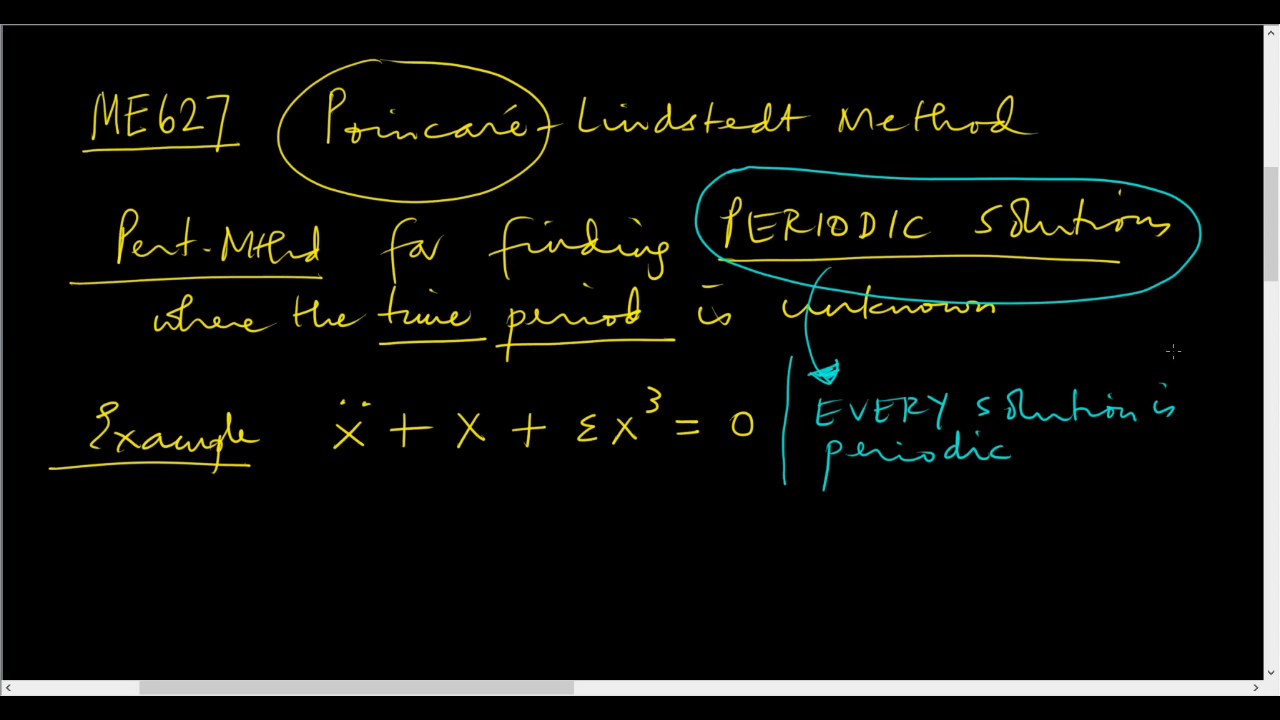 ME627 Poincaré-Lindstedt Method
Pert-Mthd for finding PERIODIC solutions
where the time period is unknown
Example ẍ + x + εx³ = 0
EVERY solution is
periodic